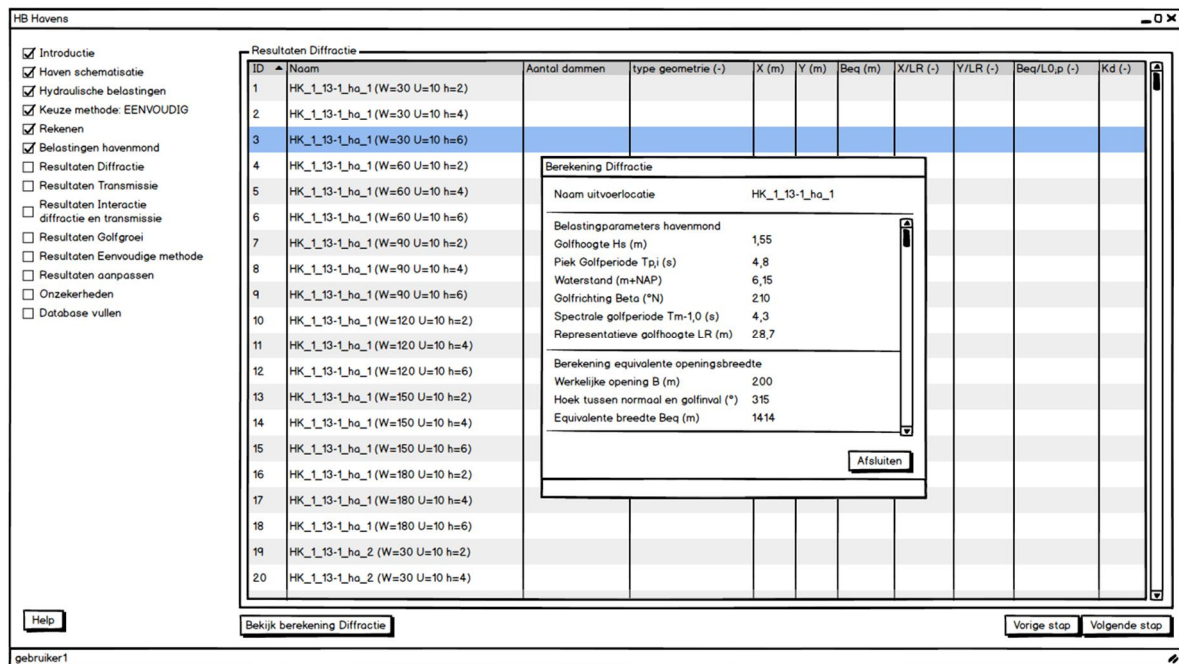 HB Havens
Introductie
Haven schematisatie
Hydraulische belastingen
Keuze methode: EENVOUDIG
Rekenen
Belastingen havenmond
Resultaten Diffractie
Resultaten Transmissie
Resultaten Interactie
diffractie en transmissie
Resultaten Golfgroei
Resultaten Eenvoudige methode
Resultaten aanpassen
Onzekerheden
Database vullen
Help
Resultaten Diffractie
ID Naam Aantal dammen type geometrie (-) X (m) Y (m) Beq (m) X/LR (-) Y/LR (-) Beq/L0,p (-) Kd (-)
1 HK_1_13-1_ha_1 (W=30 U=10 h=2)
2 HK_1_13-1_ha_1 (W=30 U=10 h=4)
3 HK_1_13-1_ha_1 (W=30 U=10 h=6)
4 HK_1_13-1_ha_1 (W=60 U=10 h=2)
5 HK_1_13-1_ha_1 (W=60 U=10 h=4)
6 HK_1_13-1_ha_1 (W=60 U=10 h=6)
7 HK_1_13-1_ha_1 (W=90 U=10 h=2)
8 HK_1_13-1_ha_1 (W=90 U=10 h=4)
9 HK_1_13-1_ha_1 (W=90 U=10 h=6)
10 HK_1_13-1_ha_1 (W=120 U=10 h=2)
11 HK_1_13-1_ha_1 (W=120 U=10 h=4)
12 HK_1_13-1_ha_1 (W=120 U=10 h=6)
13 HK_1_13-1_ha_1 (W=150 U=10 h=2)
14 HK_1_13-1_ha_1 (W=150 U=10 h=4)
15 HK_1_13-1_ha_1 (W=150 U=10 h=6)
16 HK_1_13-1_ha_1 (W=180 U=10 h=2)
17 HK_1_13-1_ha_1 (W=180 U=10 h=4)
18 HK_1_13-1_ha_1 (W=180 U=10 h=6)
19 HK_1_13-1_ha_2 (W=30 U=10 h=2)
20 HK_1_13-1_ha_2 (W=30 U=10 h=4)
Berekening Diffractie
Naam uitvoerlocatie HK_1_13-1_ha_1
Belastingparameters havenmond
Golfhoogte Hs (m) 1,55
Piek Golfperiode Tp,i (s) 4,8
Waterstand (m+NAP) 6,15
Golfrichting Beta (°N) 210
Spectrale golfperiode Tm-1,0 (s) 4,3
Representatieve golfhoogte LR (m) 28,7
Berekening equivalente openingsbreedte
Werkelijke opening B (m) 200
Hoek tussen normaal en golfinval (°) 315
Equivalente breedte Beq (m) 1414
Afsluiten
Bekijk berekening Diffractie
Vorige stap
Volgende stap
gebruiker1